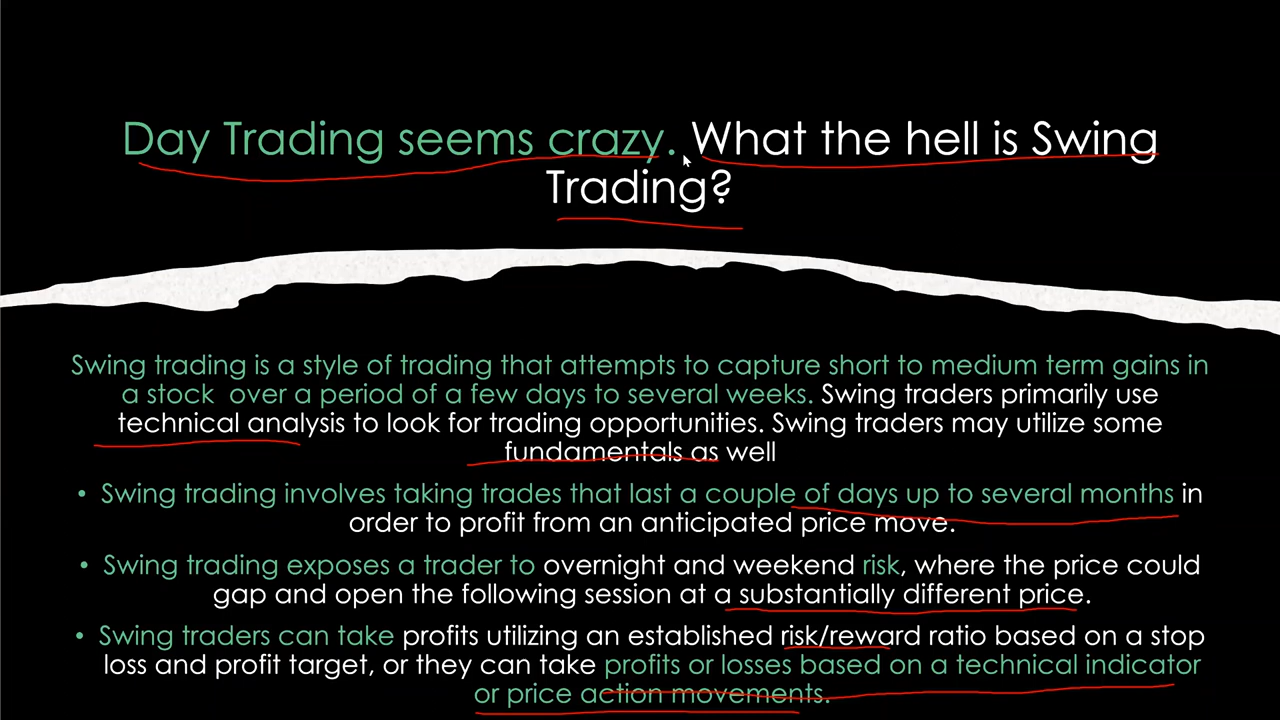 Day Trading seems crazy. What the hell is Swing
Trading?
Swing trading is a style of trading that attempts to capture short to medium term gains in
a stock over a period of a few days to several weeks. Swing traders primarily use
technical analysis to look for trading opportunities. Swing traders may utilize some
fundamentals as well
• Swing trading involves taking trades that last a couple of days up to several months in
order to profit from an anticipated price move.
• Swing trading exposes a trader to overnight and weekend risk, where the price could
gap and open the following session at a substantially different price.
• Swing traders can take profits utilizing an established risk/reward ratio based on a stop
loss and profit target, or they can take profits or losses based on a technical indicator
or price action movements.